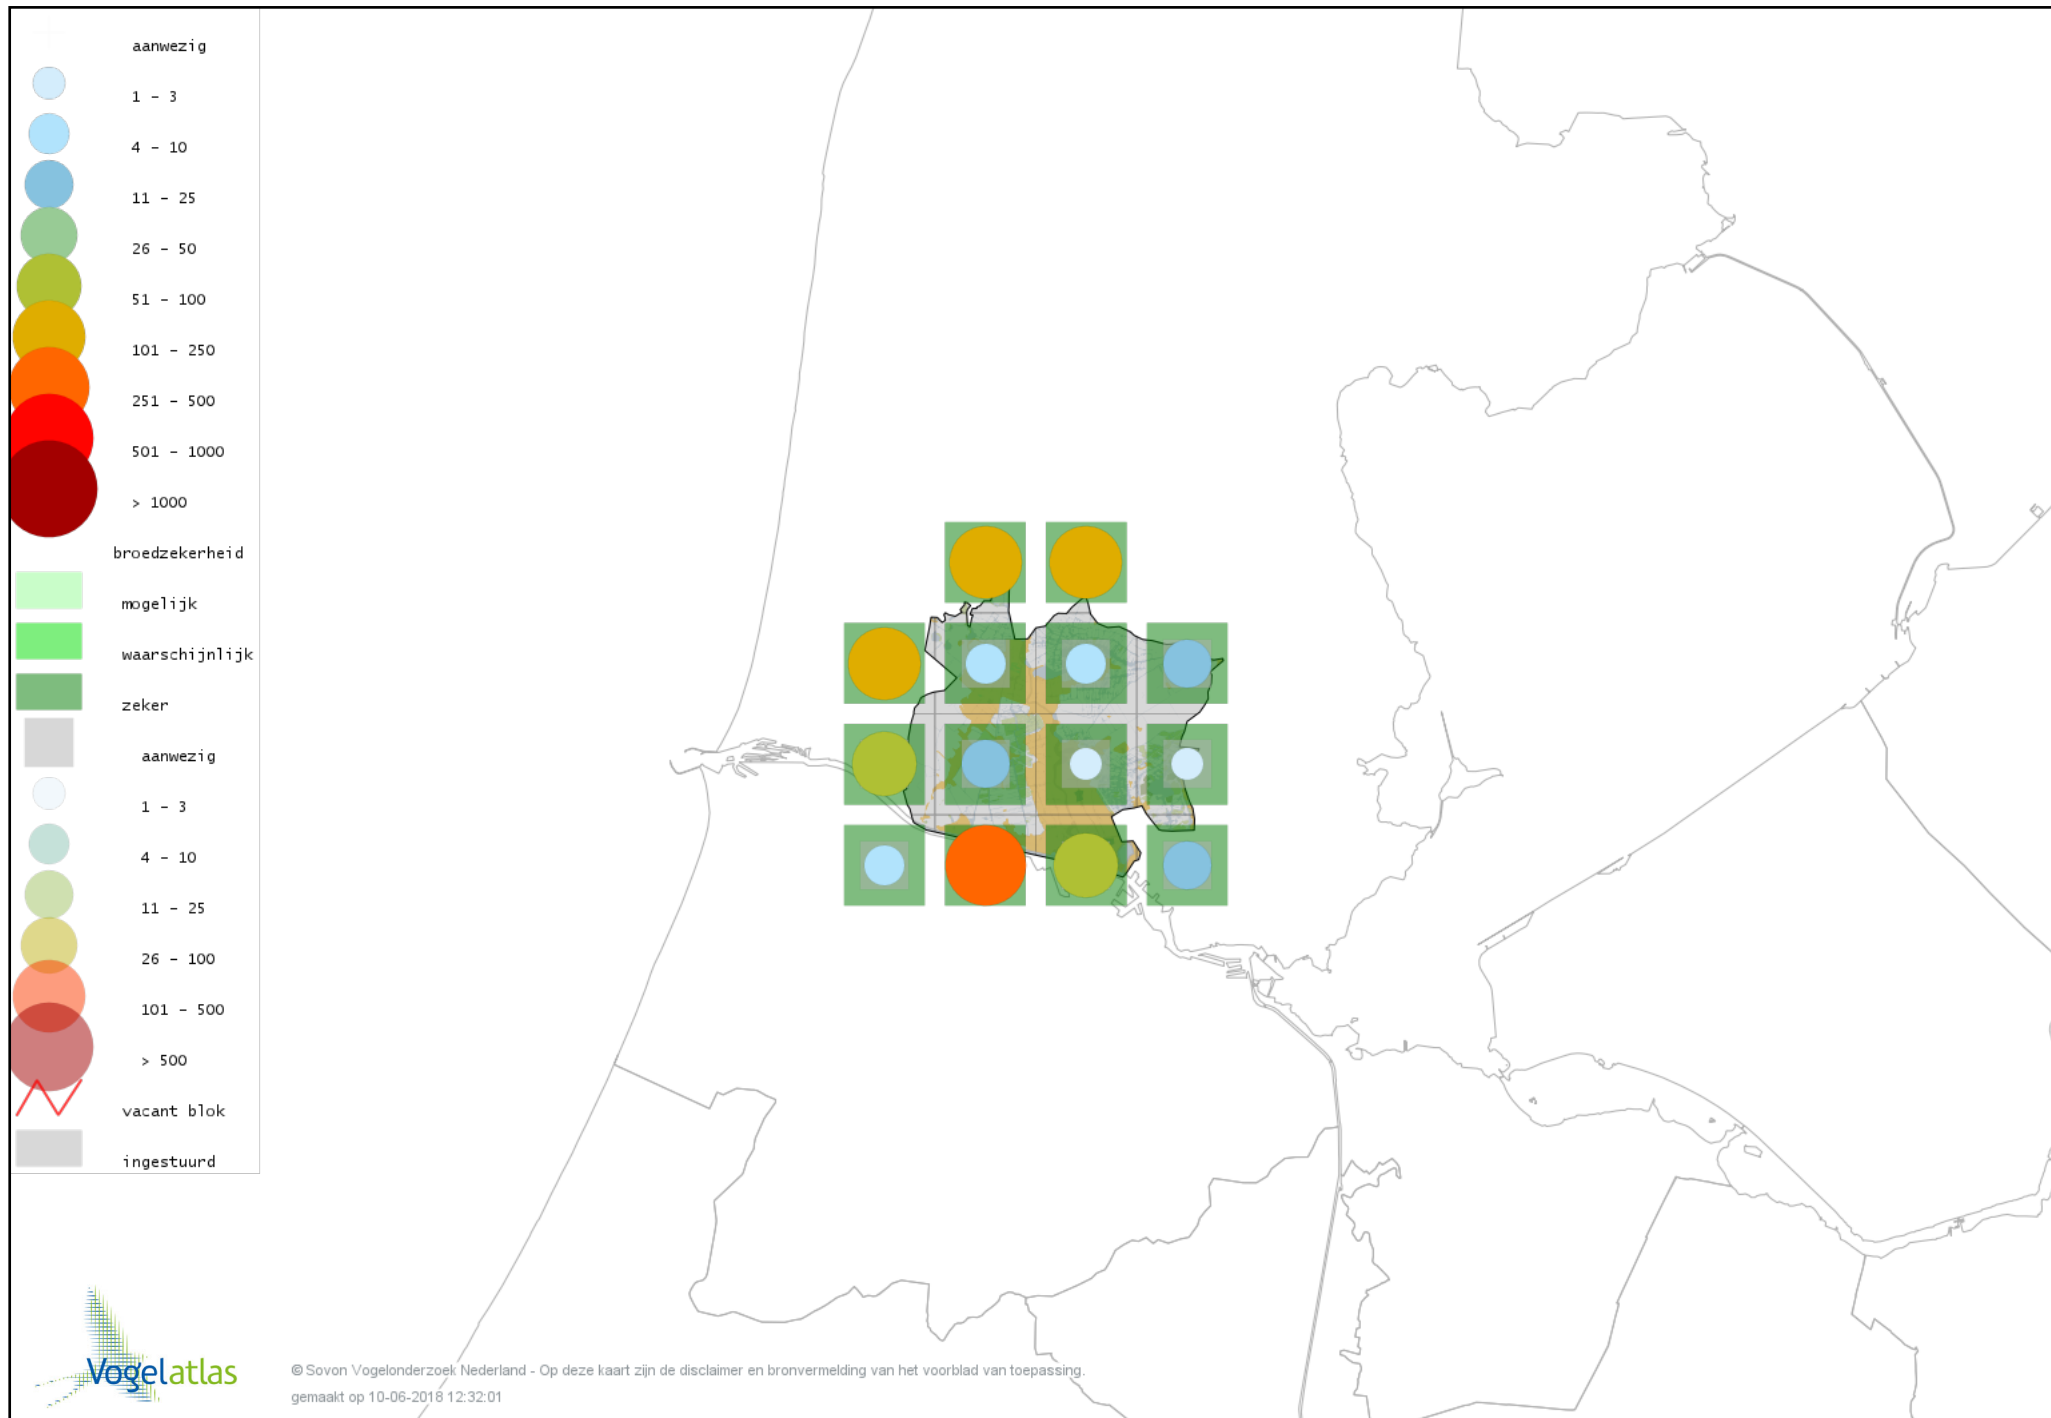 aanwezig
1 - 3
4 - 10
11 - 25
26 - 50
51 - 100
101 - 250
251 - 500
501 - 1000
> 1000
broedzekerheid
mogelijk
waarschijnlijk
zeker
aanwezig
1 - 3
4 - 10
11 - 25
26 - 100
101 - 500
> 500
vacant blok
ingestuurd
Vogelatlas
© Sovon Vogelonderzoek Nederland - Op deze kaart zijn de disclaimer en bronvermelding van het voorblad van toepassing.
gemaakt op 10-06-2018 12:32:01